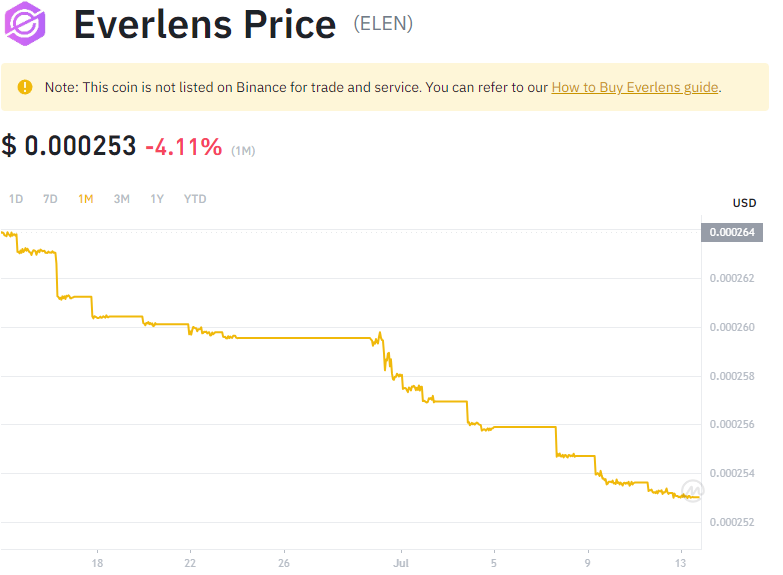 Everlens Price (ELEN)
Note: This coin is not listed on Binance for trade and service. You can refer to our How to Buy Everlens guide.
$ 0.000253 -4.11% (1M)
1D 7D 1M 3M 1Y YTD
USD
0.000264
0.000262
0.000260
0.000258
0.000256
0.000254
0.000252
18 22 26 Jul 5 9 13